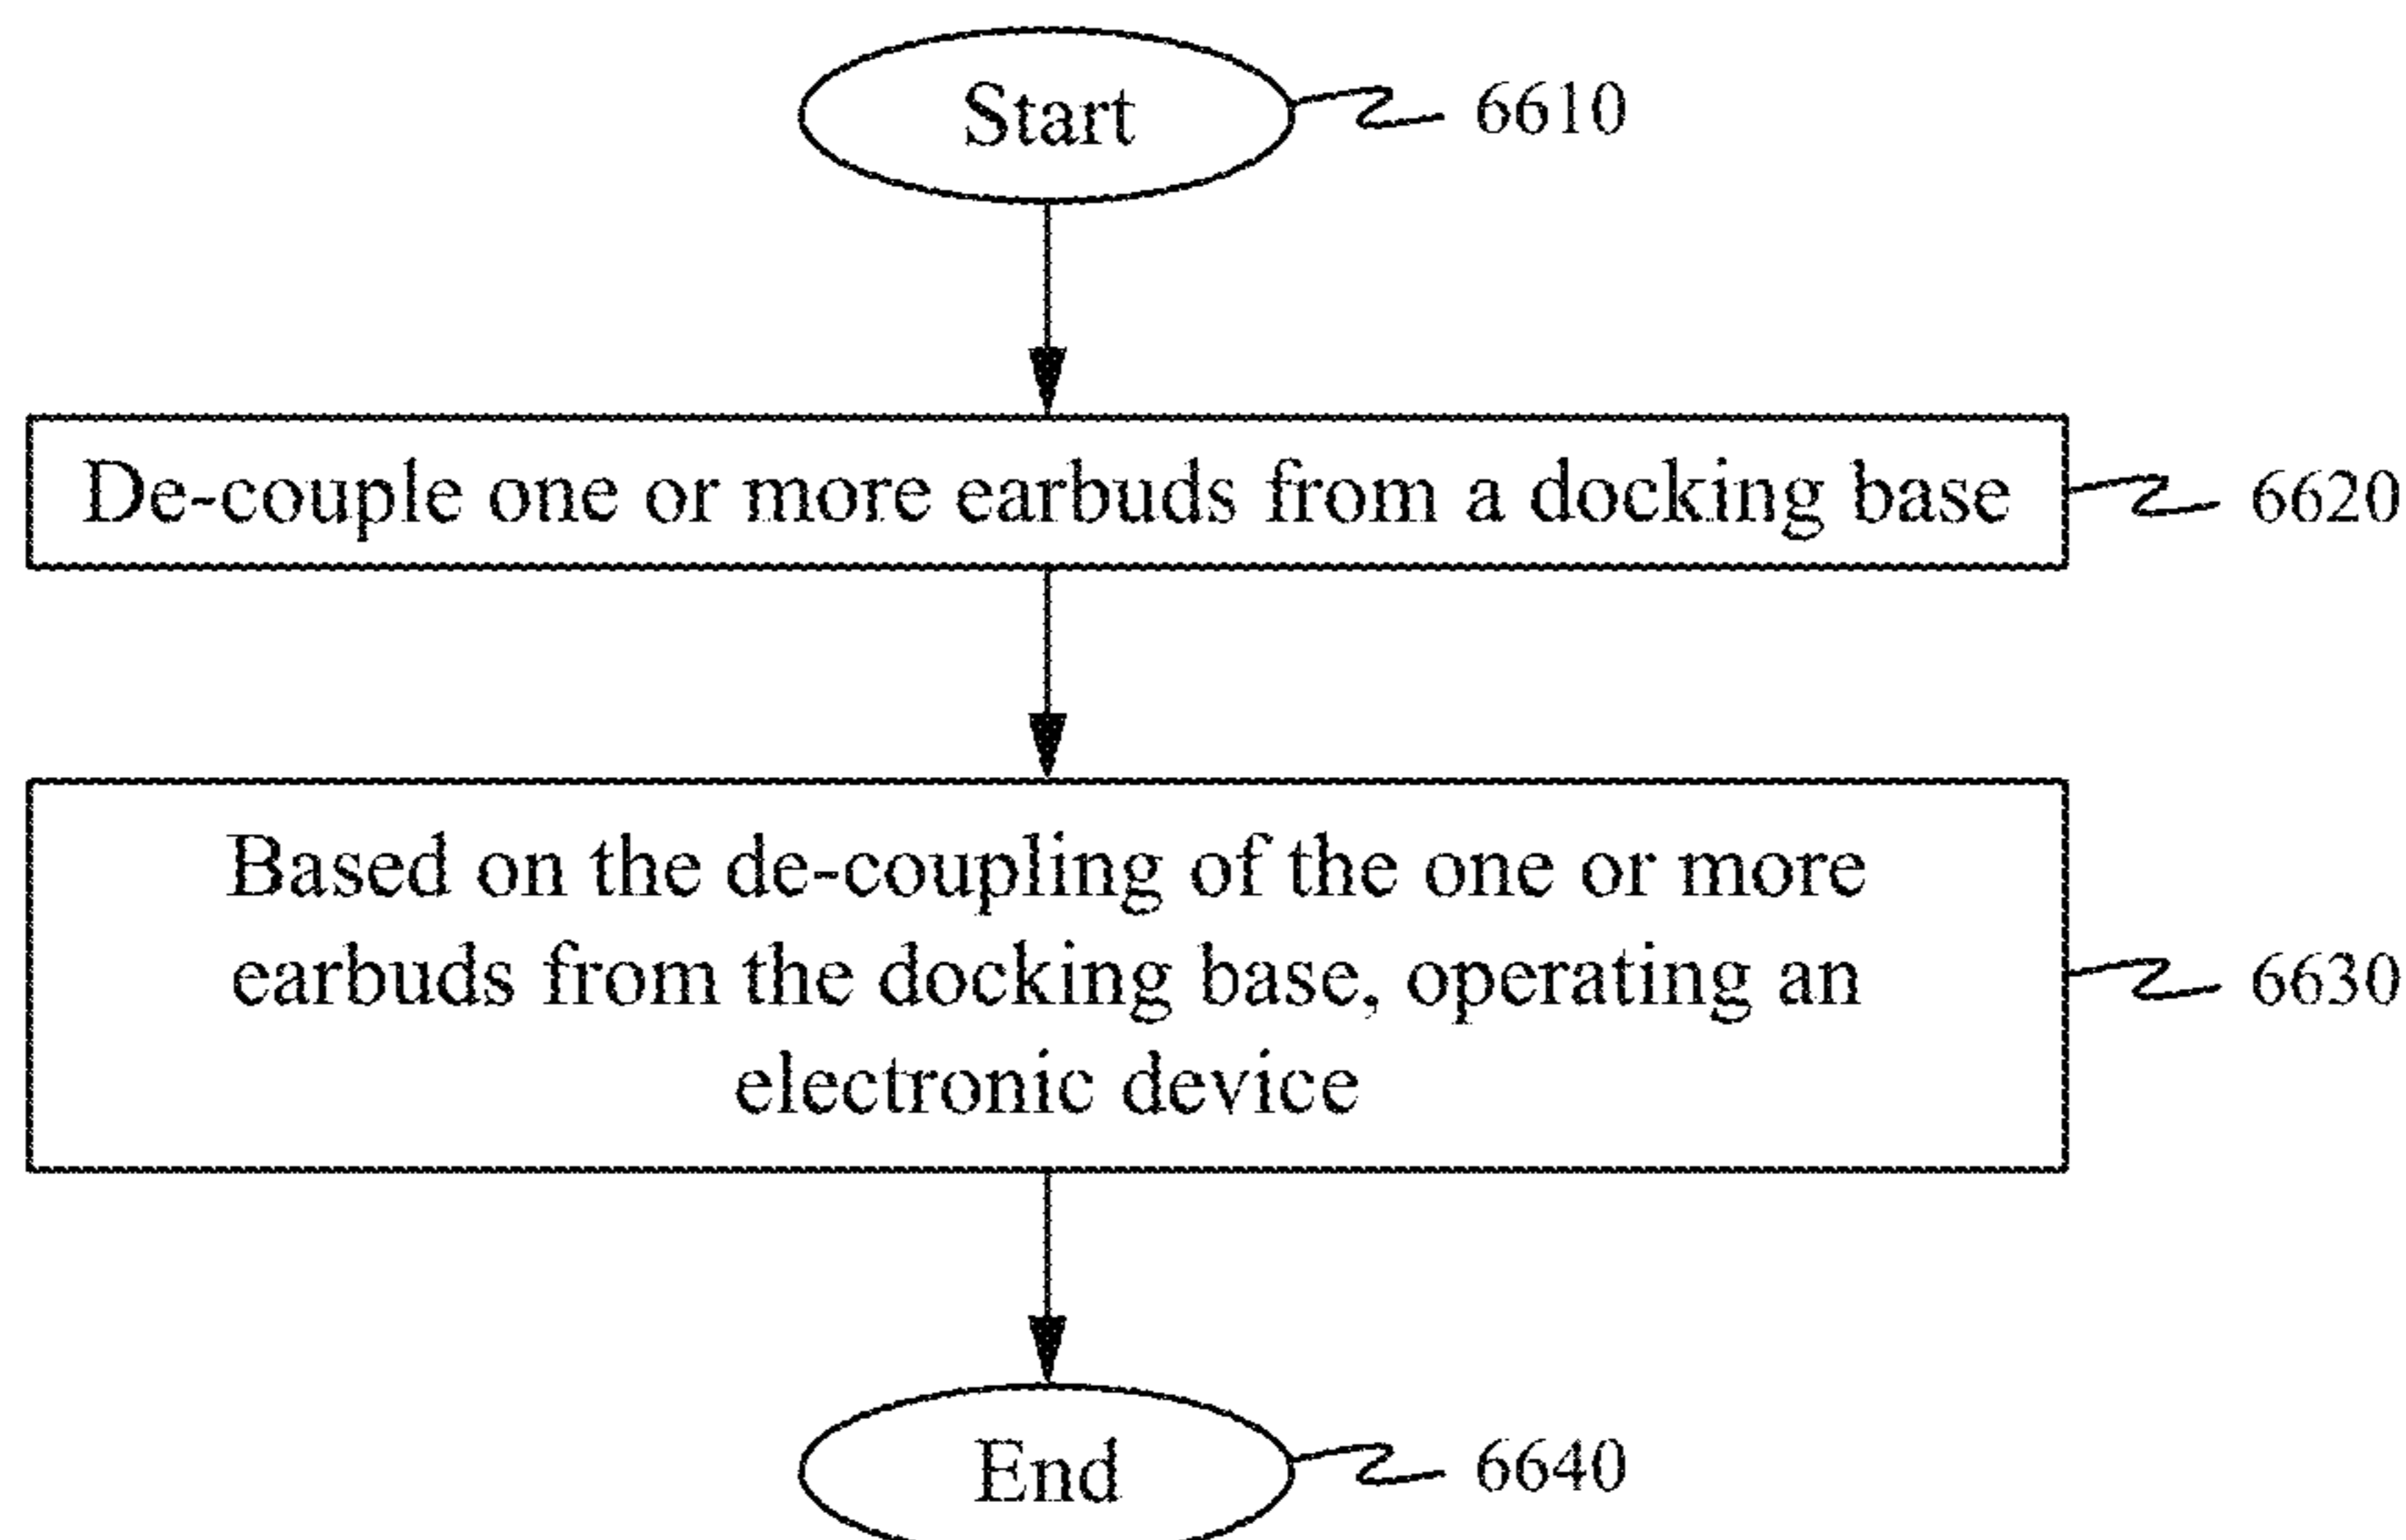 Start 6610
De-couple one or more earbuds from a docking base 6620
Based on the de-coupling of the one or more
earbuds from the docking base, operating an 6630
electronic device
End 6640